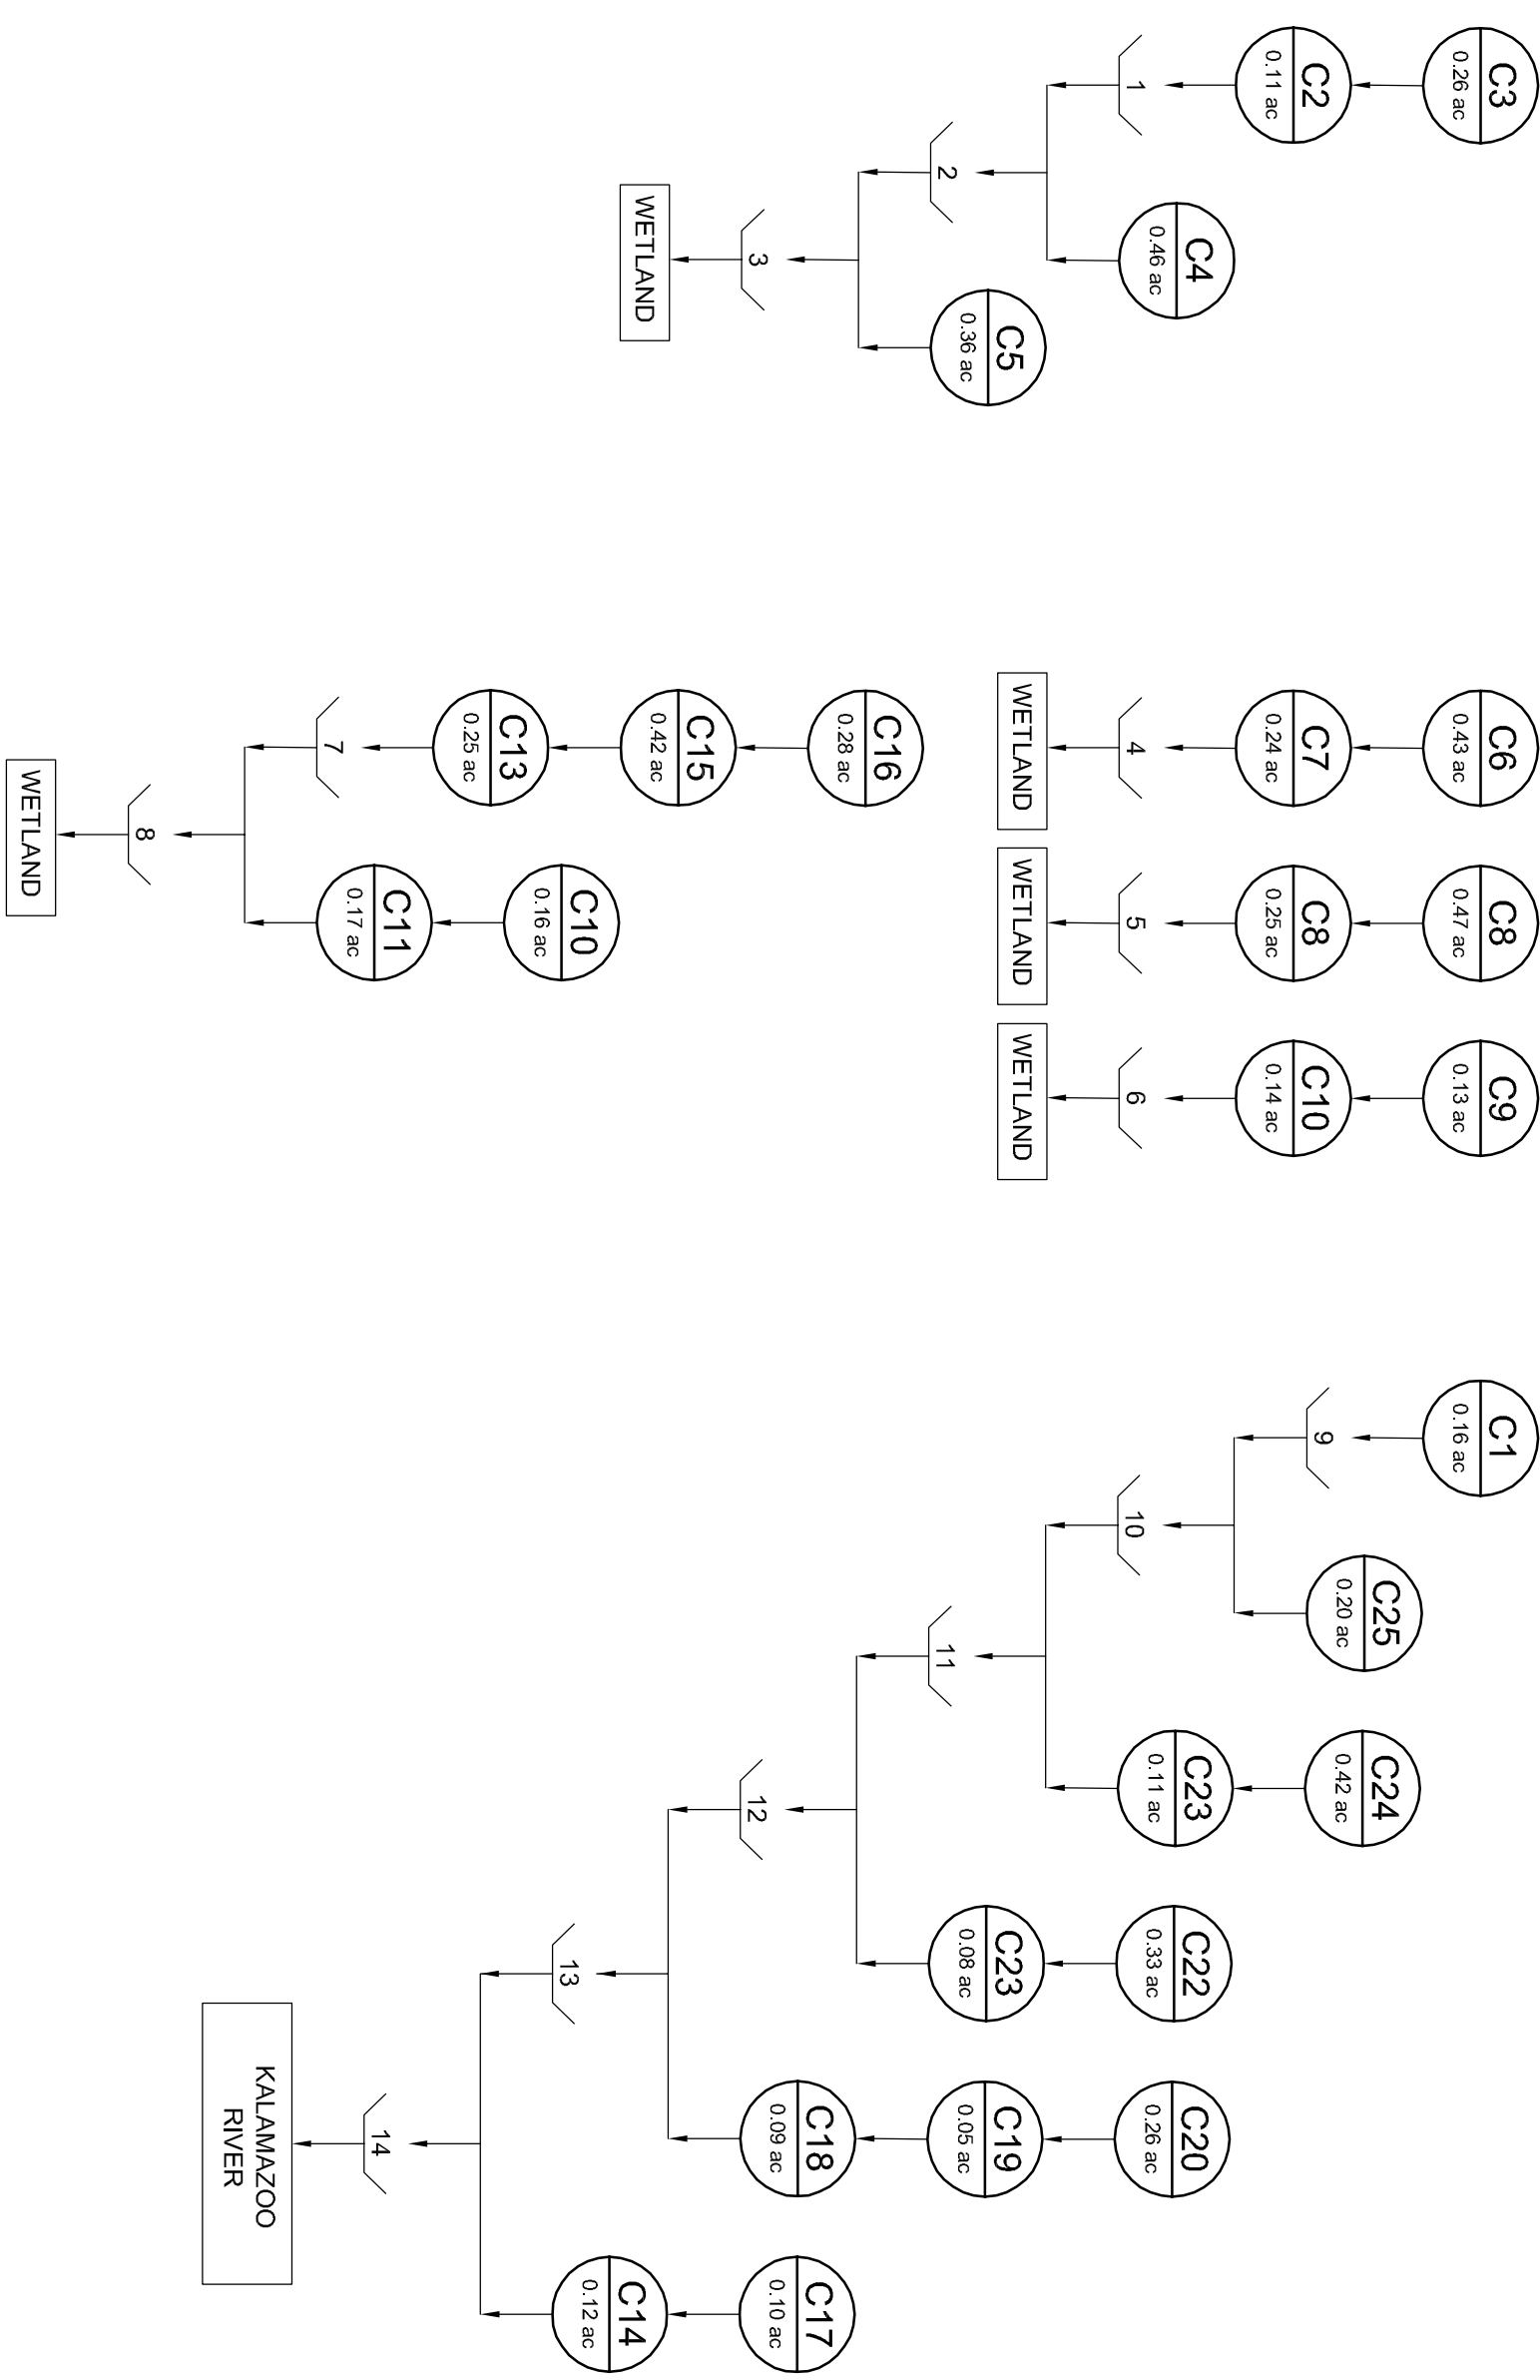 C3
0.26 ac
C2
0.11 ac
1
C4
0.46 ac
2
C5
0.36 ac
3
WETLAND
C6
0.43 ac
C7
0.24 ac
4
WETLAND
C8
0.47 ac
C8
0.25 ac
5
WETLAND
C9
0.13 ac
C10
0.14 ac
6
WETLAND
C16
0.28 ac
C15
0.42 ac
C13
0.25 ac
7
C10
0.16 ac
C11
0.17 ac
8
WETLAND
C1
0.16 ac
9
C25
0.20 ac
10
C24
0.42 ac
C23
0.11 ac
11
C22
0.33 ac
C23
0.08 ac
12
C20
0.26 ac
C19
0.05 ac
C18
0.09 ac
13
C17
0.10 ac
C14
0.12 ac
14
KALAMAZOO
RIVER